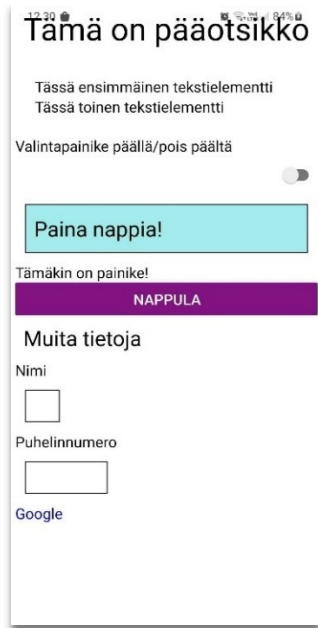 12.30
84%
Tämä on pääotsikko
Tässä ensimmäinen tekstielementti
Tässä toinen tekstielementti
Valintapainike päällä/pois päältä
Paina nappia!
Tämäkin on painike!
NAPPULA
Muita tietoja
Nimi
Puhelinnumero
Google